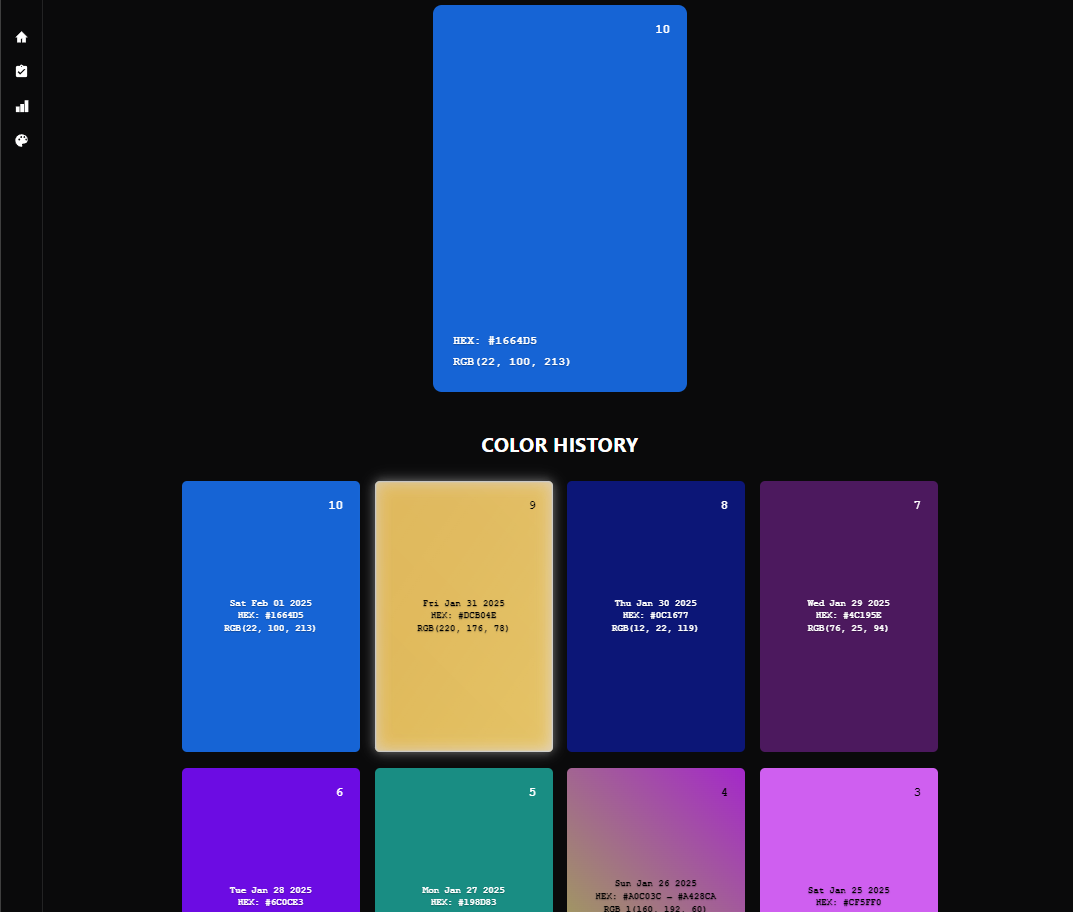 10
HEX: #1664D5
RGB(22, 100, 213)
COLOR HISTORY
10
Sat Feb 01 2025
HEX: #1664D5
RGB(22, 100, 213)
9
Fri Jan 31 2025
HEX: #DCB04E
RGB(220, 176, 78)
8
Thu Jan 30 2025
HEX: #0C1677
RGB(12, 22, 119)
7
Wed Jan 29 2025
HEX: #4C195E
RGB(76, 25, 94)
6
Tue Jan 28 2025
HEX: #6C0CE3
5
Mon Jan 27 2025
HEX: #198D83
4
Sun Jan 26 2025
HEX: #A0C03C — #A428CA
RGB 1(160, 192, 60)
3
Sat Jan 25 2025
HEX: #CF5FF0